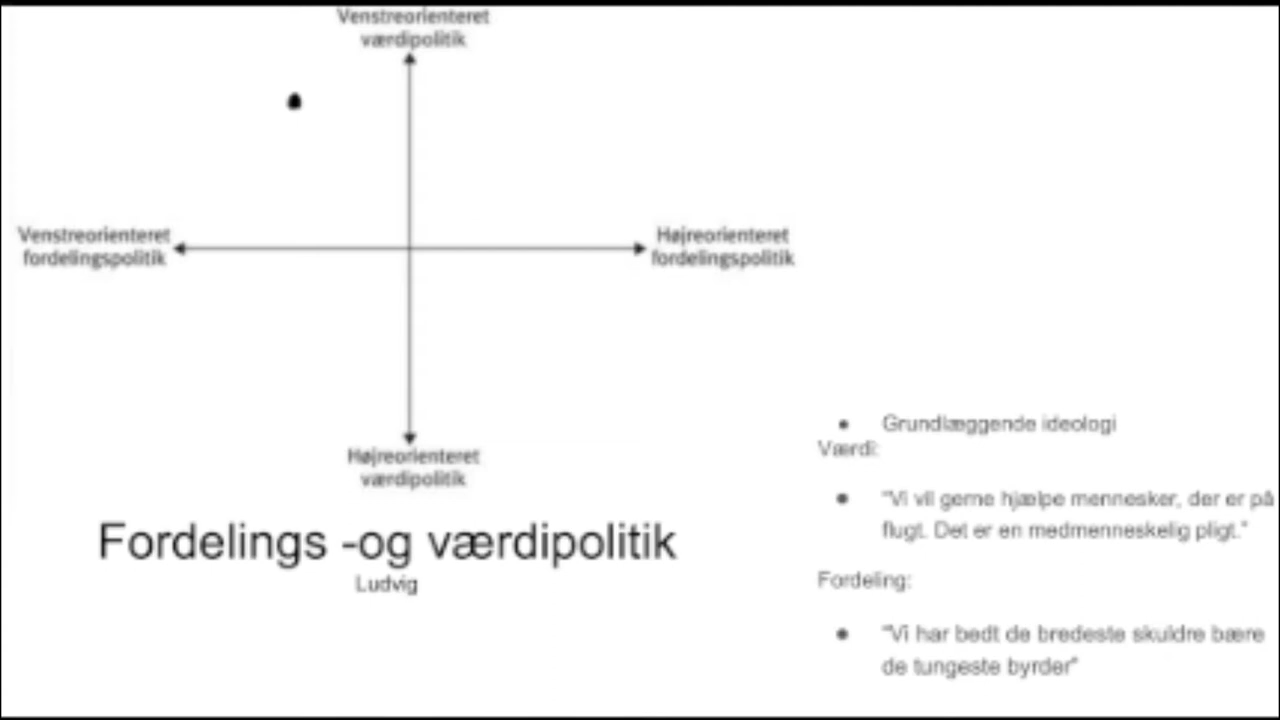 Venstreorienteret
værdipolitik
Venstreorienteret
fordelingspolitik
Højreorienteret
fordelingspolitik
Højreorienteret
værdipolitik
Fordelings -og værdipolitik
Ludvig
• Grundlæggende ideologi
Værdi:
• "Vi vil gerne hjælpe mennesker, der er på
flugt. Det er en medmenneskelig pligt."
Fordeling:
• "Vi har bedt de bredeste skuldre bære
de tungeste byrder"